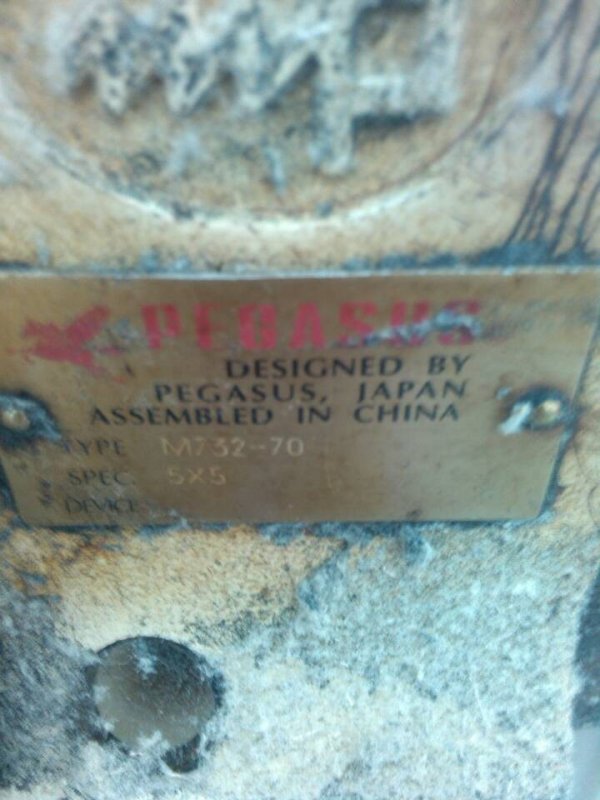 PEGASUS
DESIGNED BY
PEGASUS, JAPAN
ASSEMBLED IN CHINA
TYPE M732-70
SPEC. 5X5
DEVICE